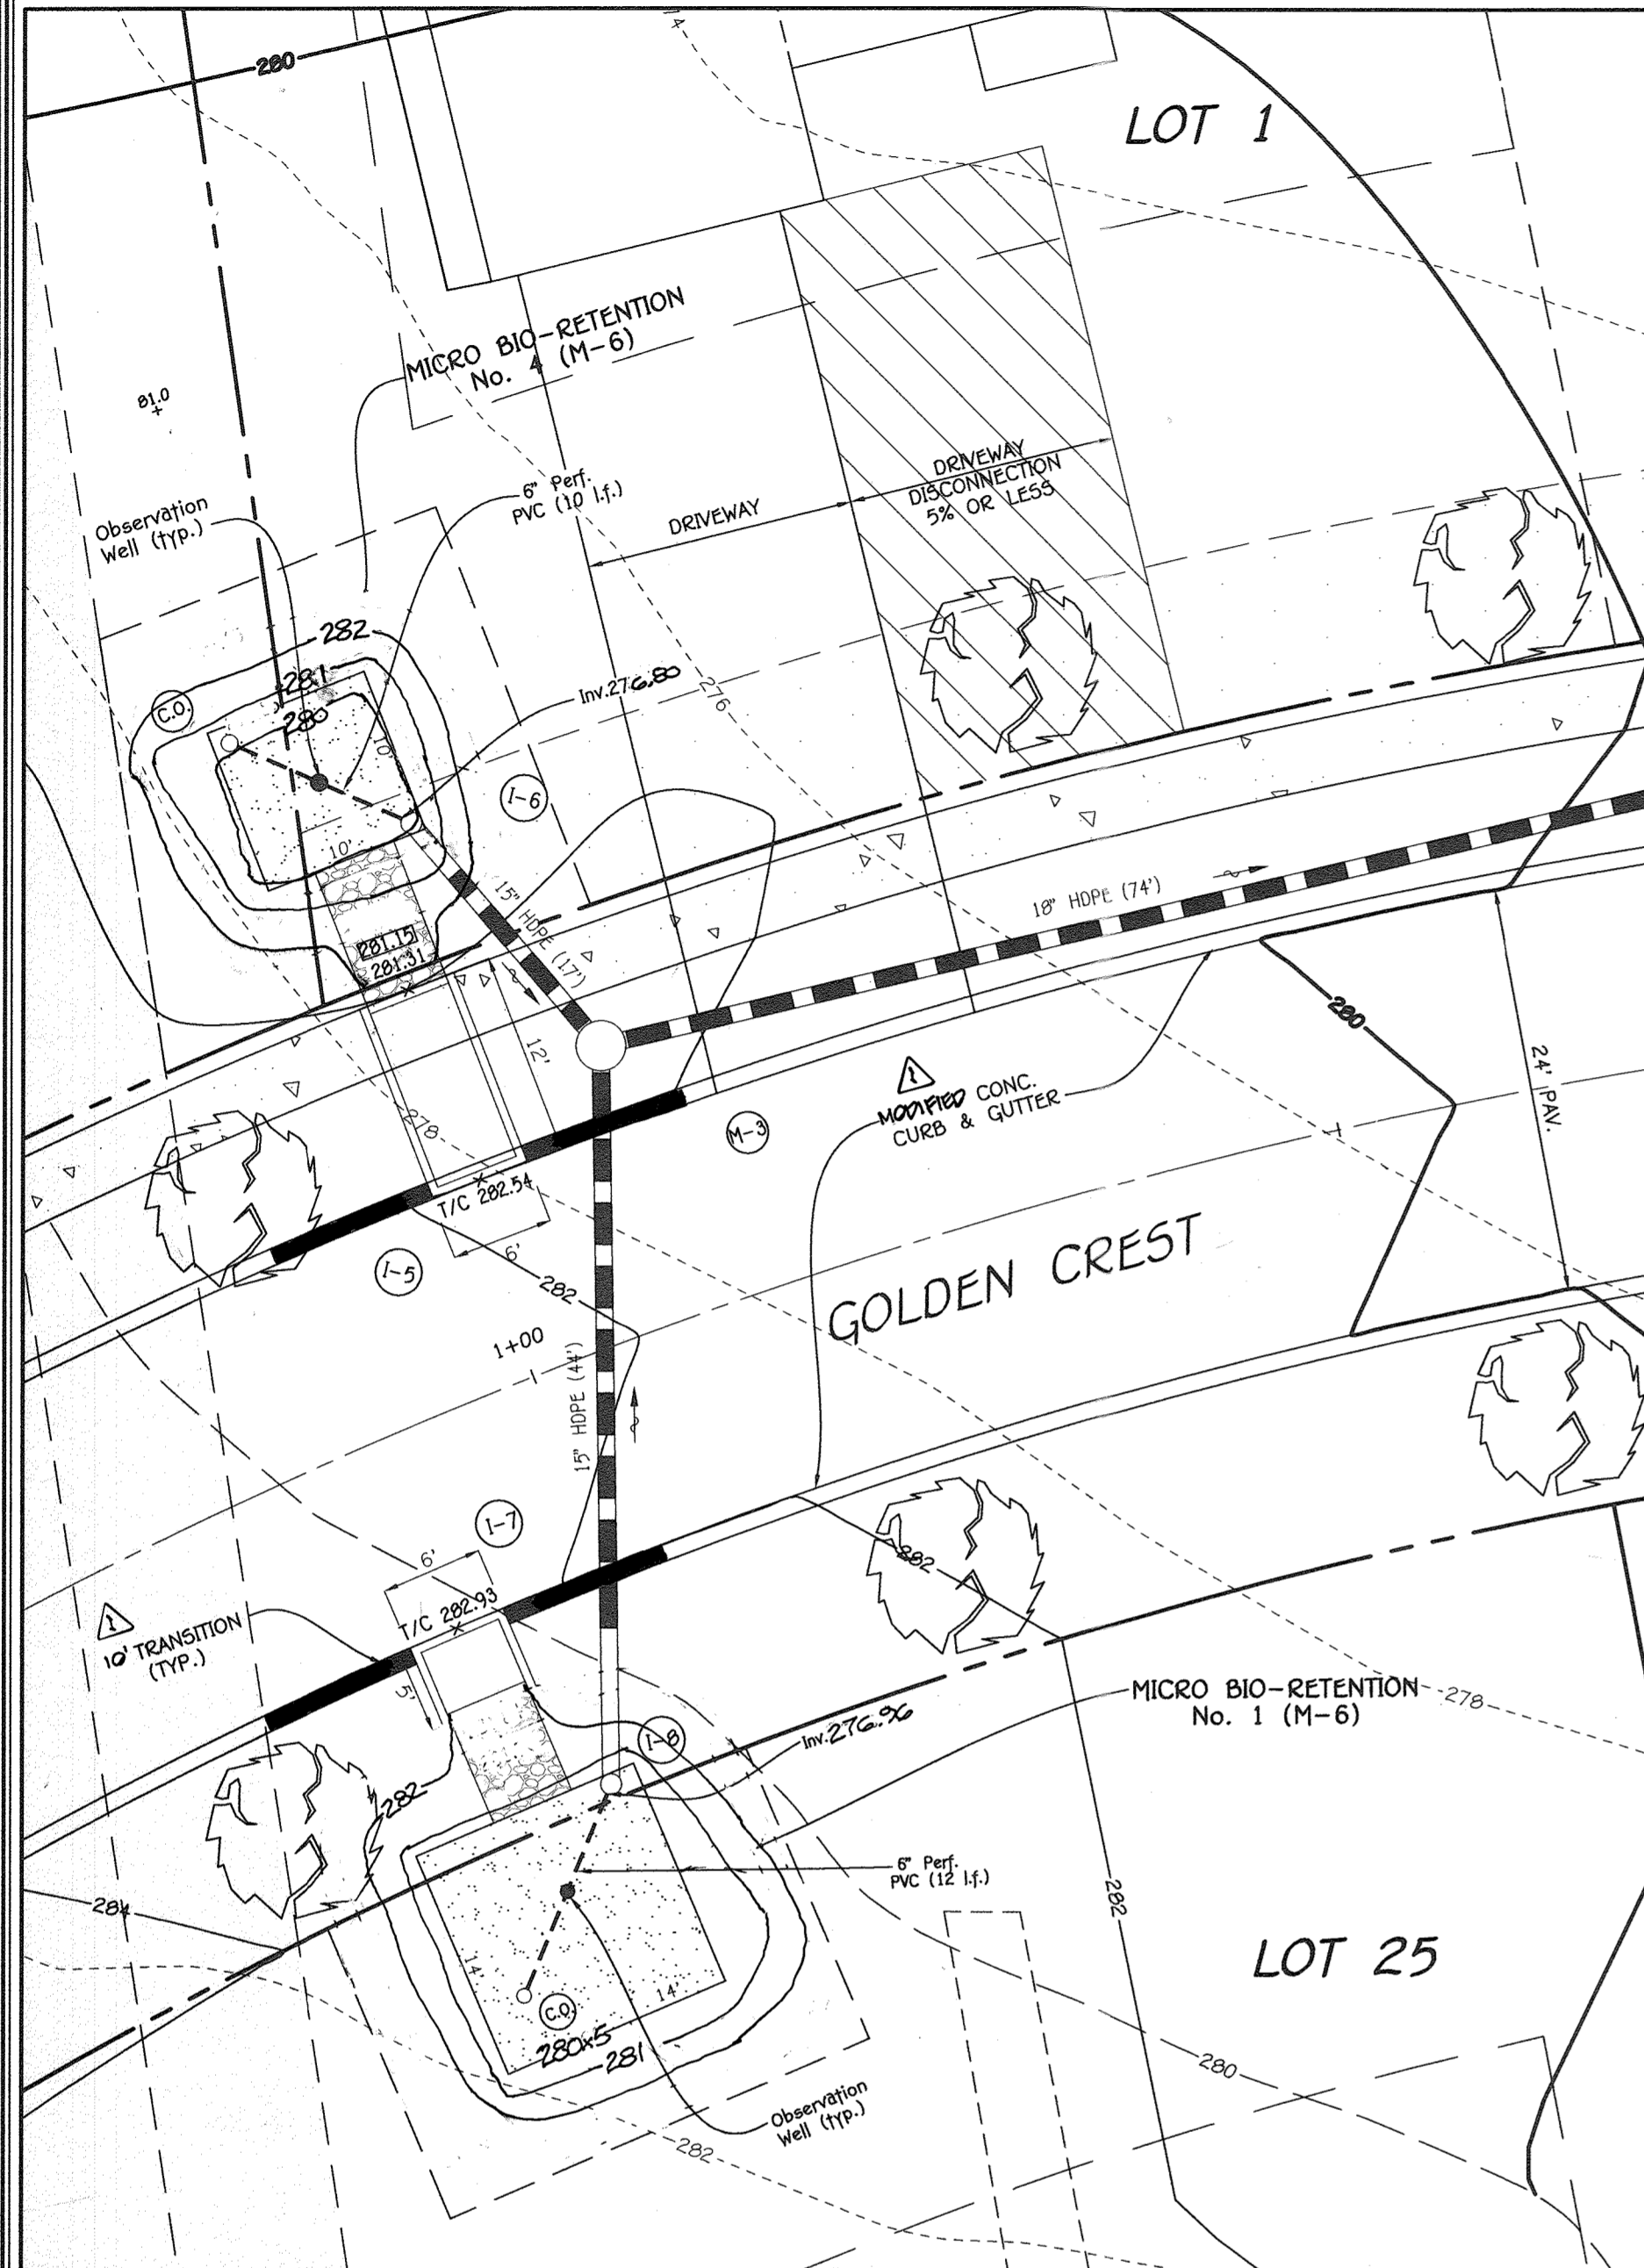 280
LOT 1
MICRO BIO-RETENTION
No. 4 (M-6)
81.0
+
6" Perf.
PVC (10 l.f.)
DRIVEWAY
DRIVEWAY
DISCONNECTION
5% OR LESS
Observation
Well (typ.)
282
281
280
C.O.
Inv.276.80
276
10'
10'
I-6
15" HDPE (17')
18" HDPE (74')
281.15
281.31
12'
280
24' PAV.
1
MODIFIED CONC.
CURB & GUTTER
M-3
278
T/C 282.54
6'
I-5
282
GOLDEN CREST
1+00
15" HDPE (44')
I-7
6'
T/C 282.93
282
1
10' TRANSITION
(TYP.)
5'
MICRO BIO-RETENTION
No. 1 (M-6)
278
Inv.276.96
I-8
282
6" Perf.
PVC (12 l.f.)
284
282
LOT 25
14'
14'
C.O.
280x5
281
280
Observation
Well (typ.)
282